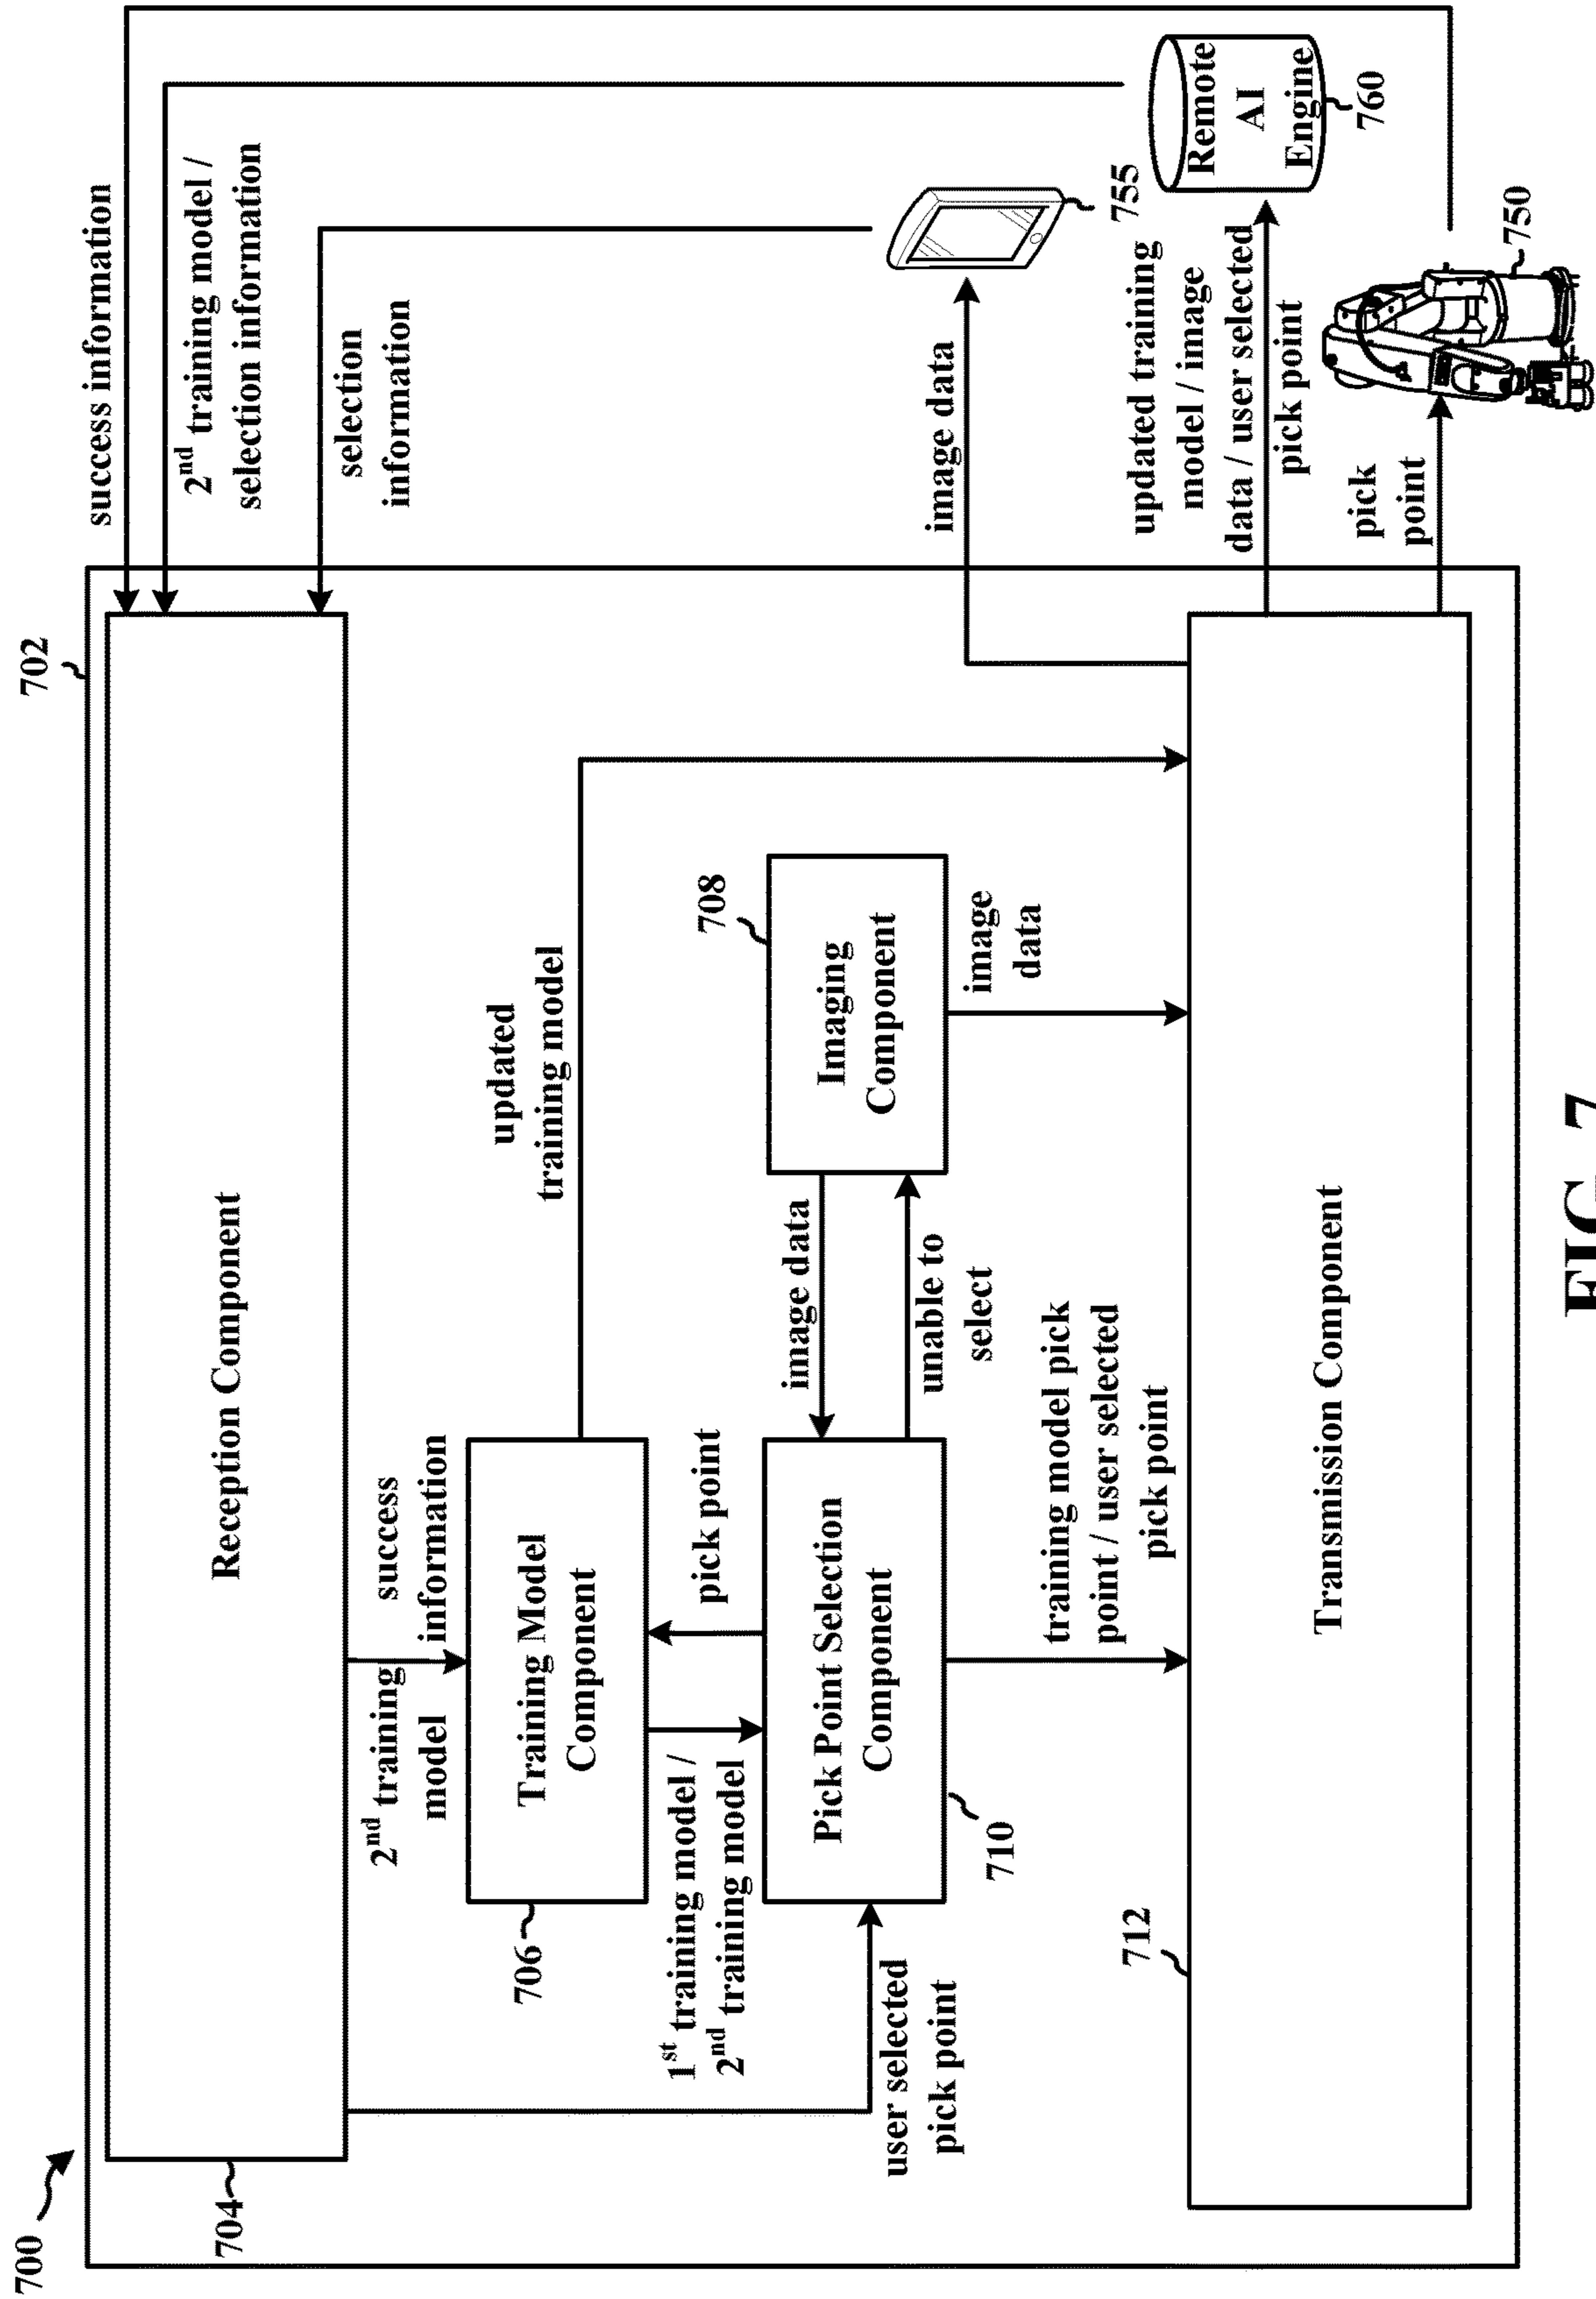 700
702
704
Reception Component
success information
2nd training model /
selection information
selection
information
2nd training
model
success
information
706
Training Model
Component
updated
training model
1st training model /
2nd training model
pick point
user selected
pick point
Pick Point Selection
Component
710
image data
unable to
select
708
Imaging
Component
image
data
training model pick
point / user selected
pick point
712
Transmission Component
image data
755
updated training
model / image
data / user selected
pick point
Remote
AI
Engine
760
pick
point
750
FIG. 7